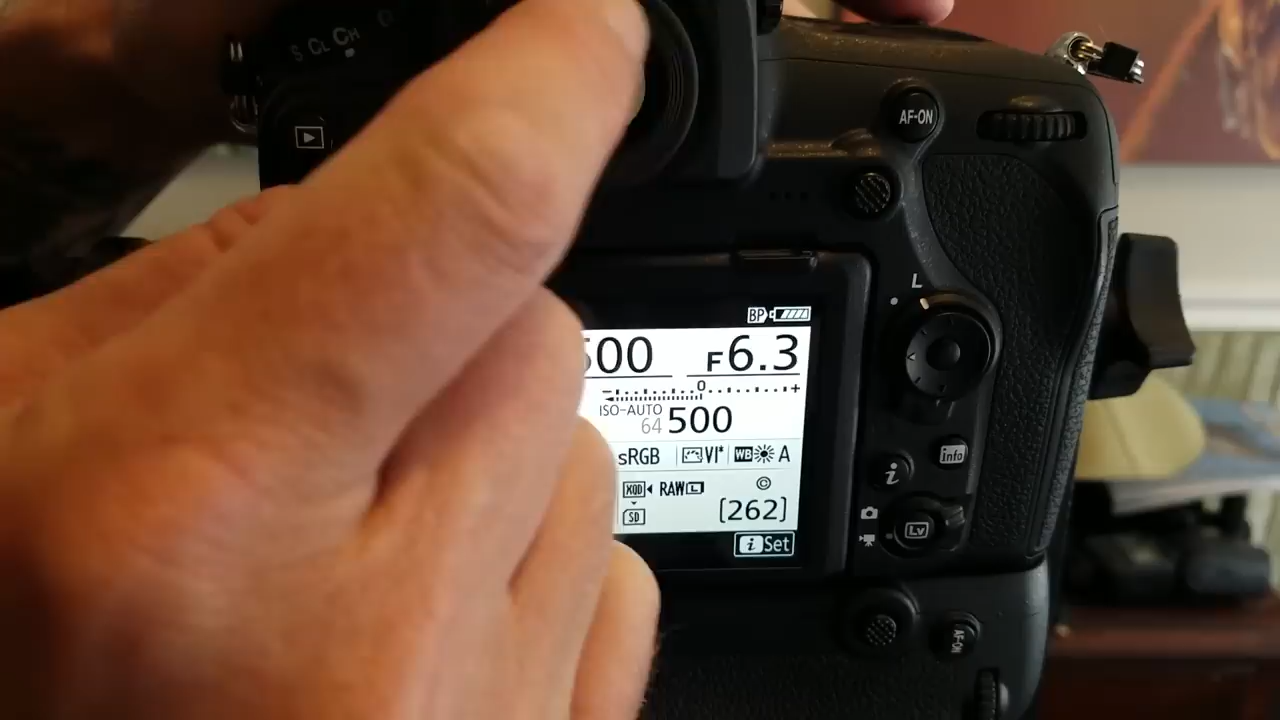 S CL CH
AF-ON
L
BP
500 F6.3
0 +
ISO-AUTO
64 500
sRGB VI* WB A
XQD RAW L ©
SD [262]
i Set
info
i
Lv
AF-ON